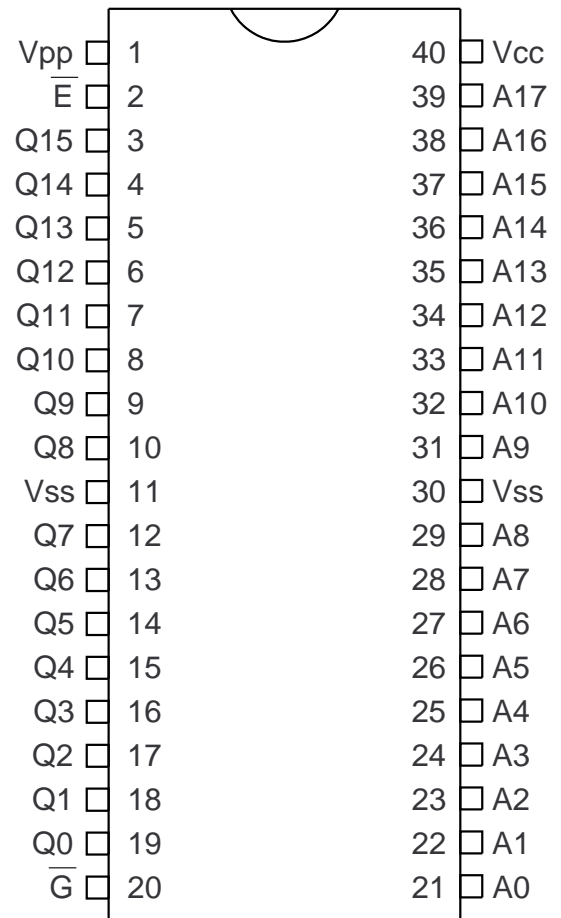 Vpp 1 40 Vcc
E̅ 2 39 A17
Q15 3 38 A16
Q14 4 37 A15
Q13 5 36 A14
Q12 6 35 A13
Q11 7 34 A12
Q10 8 33 A11
Q9 9 32 A10
Q8 10 31 A9
Vss 11 30 Vss
Q7 12 29 A8
Q6 13 28 A7
Q5 14 27 A6
Q4 15 26 A5
Q3 16 25 A4
Q2 17 24 A3
Q1 18 23 A2
Q0 19 22 A1
G̅ 20 21 A0